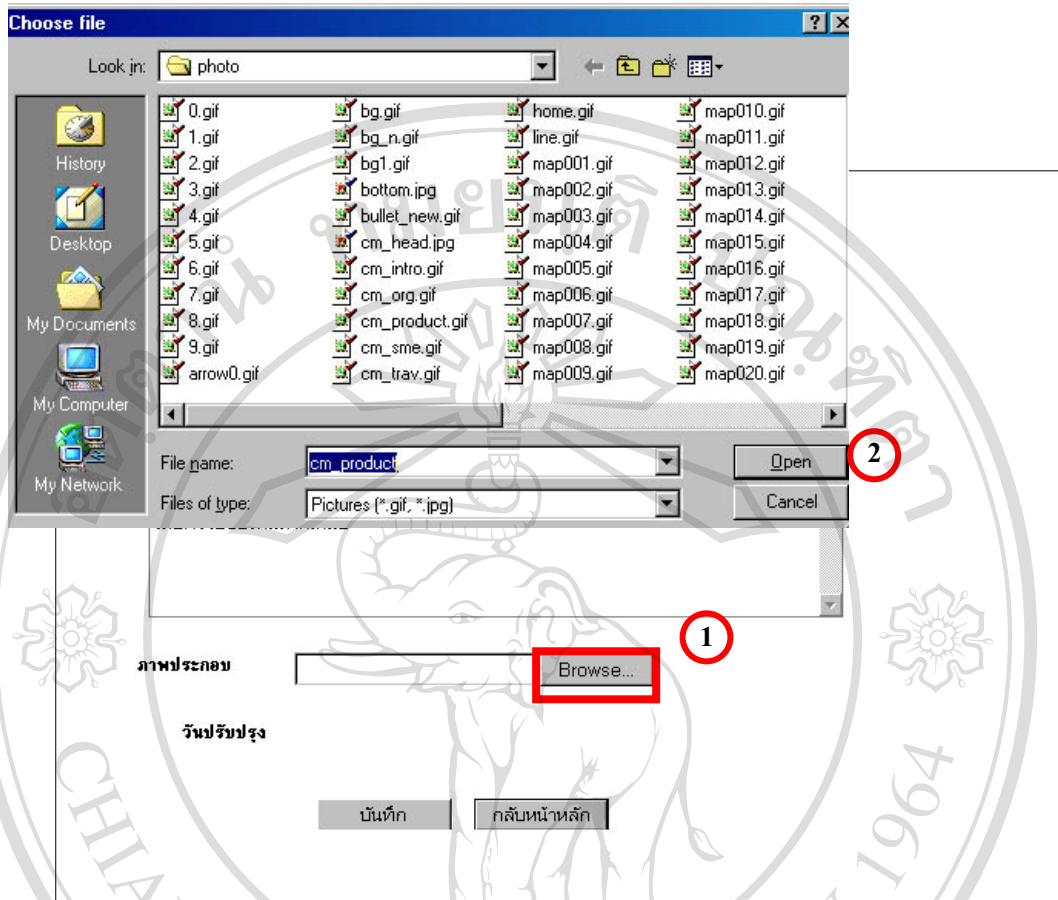 Choose file
Look in: photo
History
Desktop
My Documents
My Computer
My Network
0.gif
1.gif
2.gif
3.gif
4.gif
5.gif
6.gif
7.gif
8.gif
9.gif
arrow0.gif
bg.gif
bg_n.gif
bg1.gif
bottom.jpg
bullet_new.gif
cm_head.jpg
cm_intro.gif
cm_org.gif
cm_product.gif
cm_sme.gif
cm_trav.gif
home.gif
line.gif
map001.gif
map002.gif
map003.gif
map004.gif
map005.gif
map006.gif
map007.gif
map008.gif
map009.gif
map010.gif
map011.gif
map012.gif
map013.gif
map014.gif
map015.gif
map016.gif
map017.gif
map018.gif
map019.gif
map020.gif
File name: cm_product Open 2
Files of type: Pictures (*.gif, *.jpg) Cancel
1
ภาพประกอบ Browse...
วันปรับปรุง
บันทึก กลับหน้าหลัก
1964